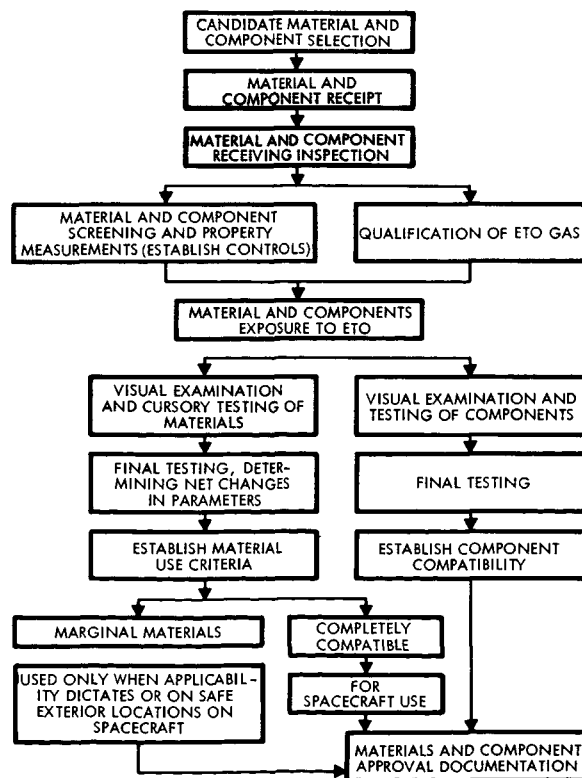 CANDIDATE MATERIAL AND
COMPONENT SELECTION
MATERIAL AND
COMPONENT RECEIPT
MATERIAL AND COMPONENT
RECEIVING INSPECTION
MATERIAL AND COMPONENT
SCREENING AND PROPERTY
MEASUREMENTS (ESTABLISH CONTROLS)
QUALIFICATION OF ETO GAS
MATERIAL AND COMPONENTS
EXPOSURE TO ETO
VISUAL EXAMINATION
AND CURSORY TESTING OF
MATERIALS
VISUAL EXAMINATION AND
TESTING OF COMPONENTS
FINAL TESTING, DETER-
MINING NET CHANGES
IN PARAMETERS
FINAL TESTING
ESTABLISH MATERIAL
USE CRITERIA
ESTABLISH COMPONENT
COMPATIBILITY
MARGINAL MATERIALS
COMPLETELY
COMPATIBLE
USED ONLY WHEN APPLICABIL-
ITY DICTATES OR ON SAFE
EXTERIOR LOCATIONS ON
SPACECRAFT
FOR
SPACECRAFT USE
MATERIALS AND COMPONENT
APPROVAL DOCUMENTATION